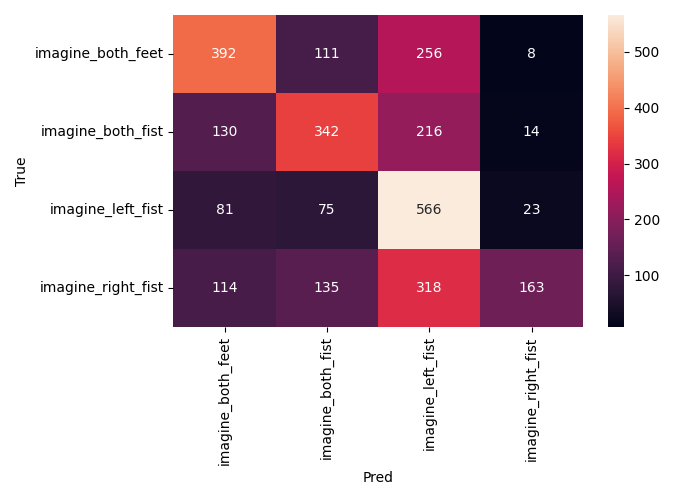 imagine_both_feet 392 111 256 8
imagine_both_fist 130 342 216 14
imagine_left_fist 81 75 566 23
imagine_right_fist 114 135 318 163
True
imagine_both_feet
imagine_both_fist
imagine_left_fist
imagine_right_fist
Pred
500
400
300
200
100